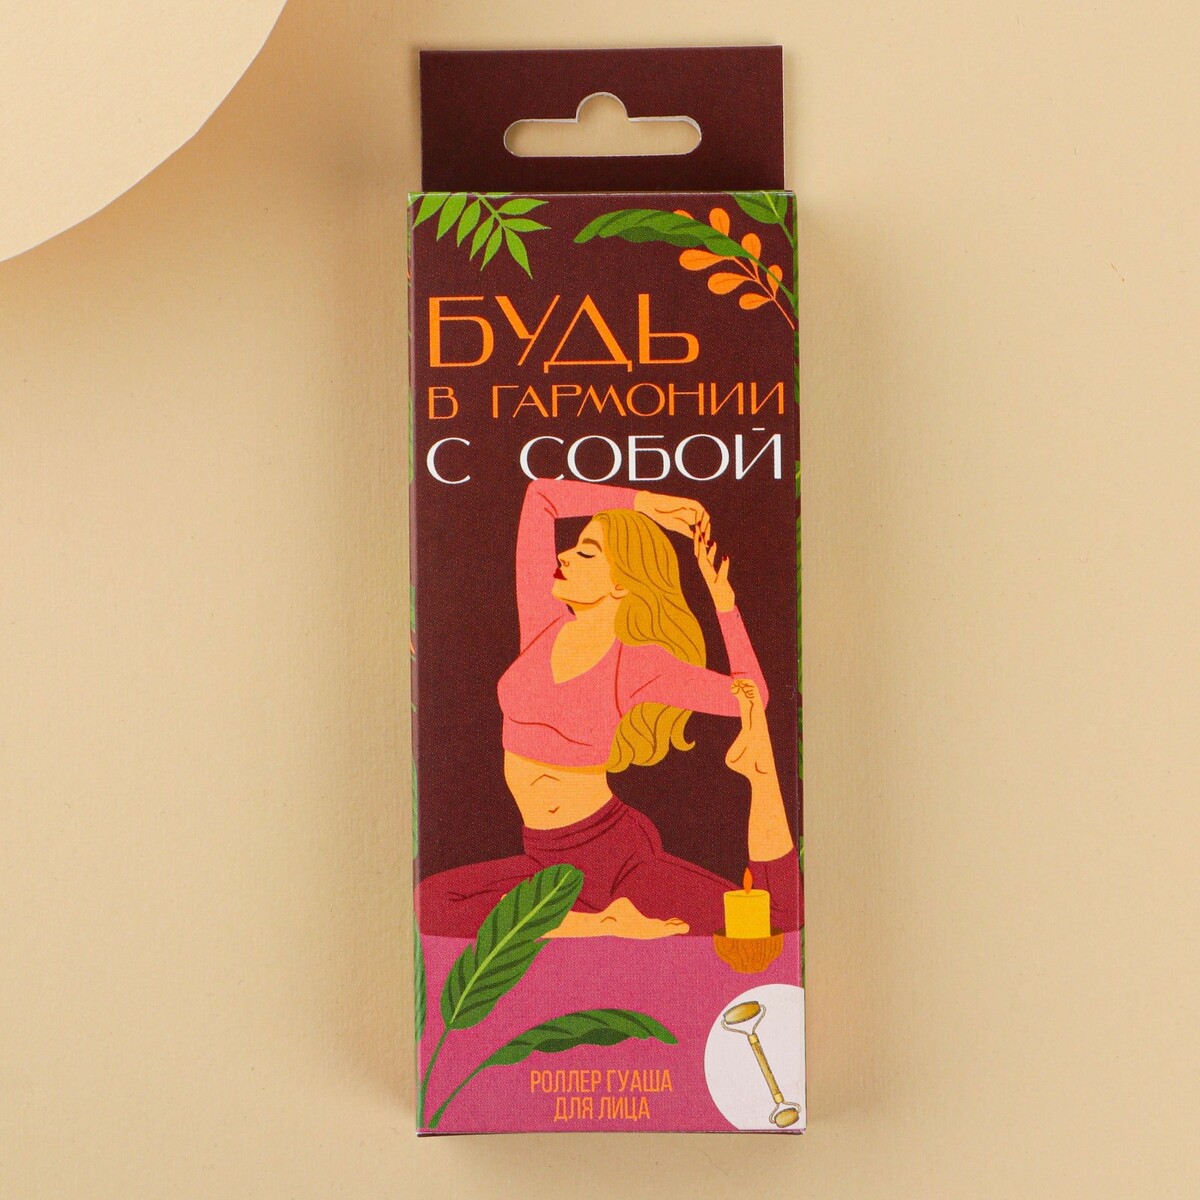 БУДЬ
В ГАРМОНИИ
С СОБОЙ
РОЛЛЕР ГУАША
ДЛЯ ЛИЦА